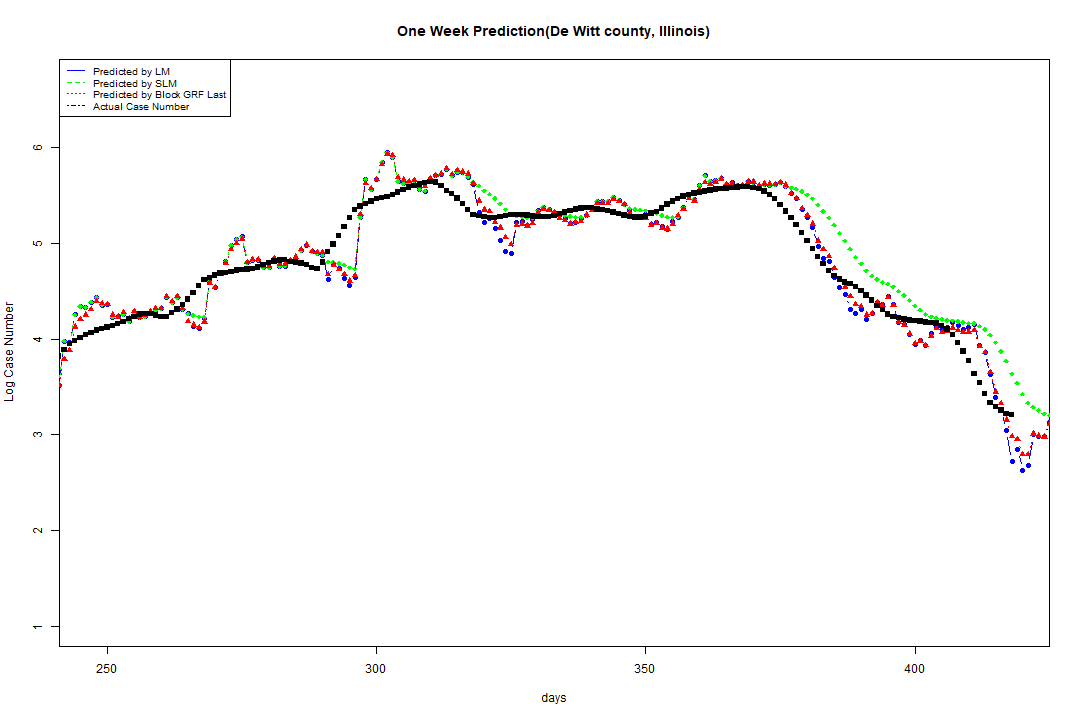 One Week Prediction(De Witt county, Illinois)
Predicted by LM
Predicted by SLM
Predicted by Block GRF Last
Actual Case Number
6
5
4
3
2
1
Log Case Number
250
300
350
400
days